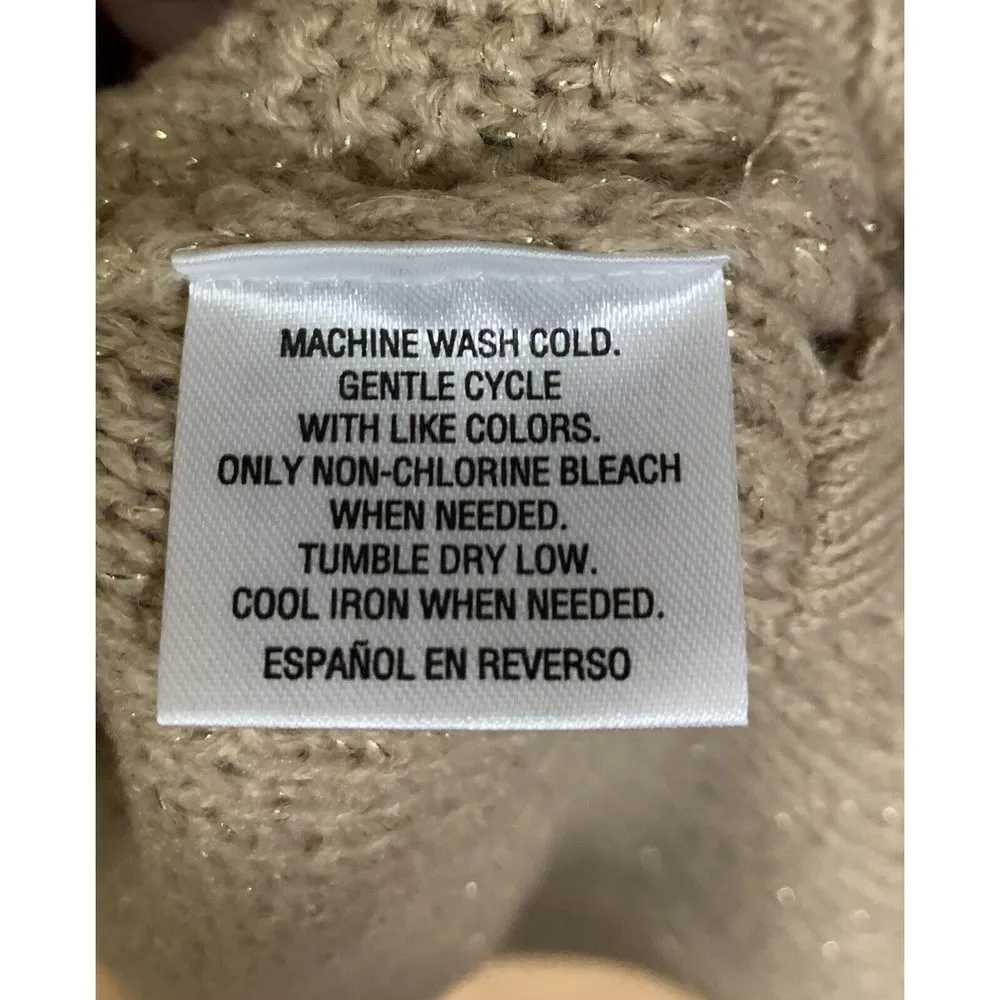 MACHINE WASH COLD.
GENTLE CYCLE
WITH LIKE COLORS.
ONLY NON-CHLORINE BLEACH
WHEN NEEDED.
TUMBLE DRY LOW.
COOL IRON WHEN NEEDED.
ESPAÑOL EN REVERSO